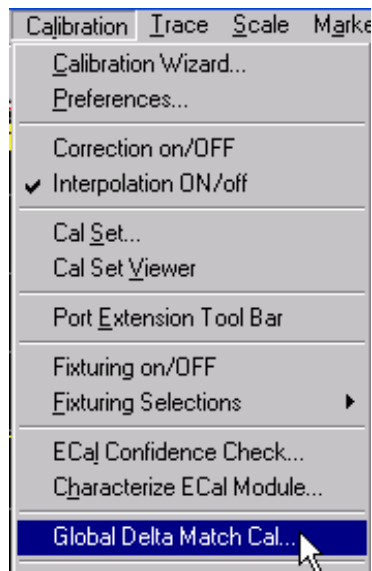 Calibration Trace Scale Marke
Calibration Wizard...
Preferences...
Correction on/OFF
Interpolation ON/off
Cal Set...
Cal Set Viewer
Port Extension Tool Bar
Fixturing on/OFF
Fixturing Selections
ECal Confidence Check...
Characterize ECal Module...
Global Delta Match Cal...